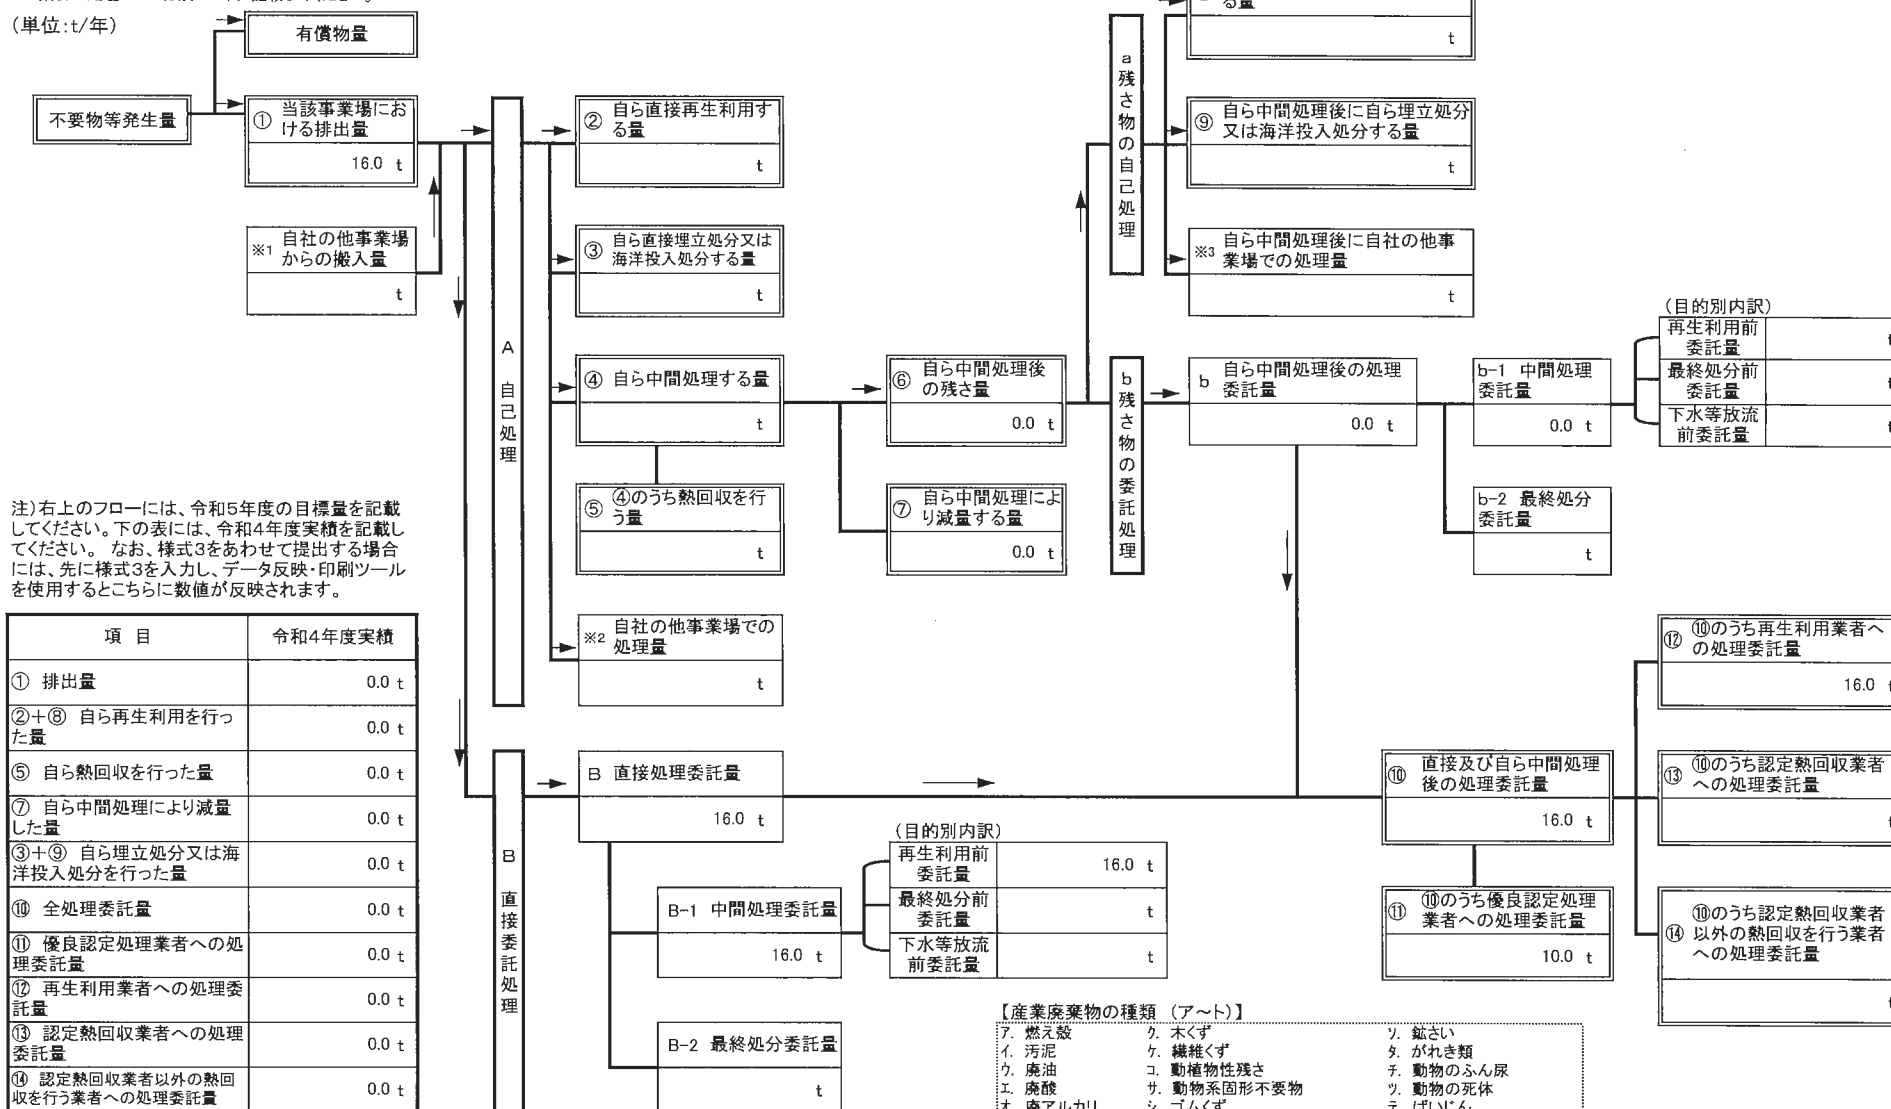 (単位:t/年)
有償物量
不要物等発生量
① 当該事業場にお
ける排出量
16.0 t
※1 自社の他事業場
からの搬入量
t
A 自己処理
② 自ら直接再生利用す
る量
t
③ 自ら直接埋立処分又は
海洋投入処分する量
t
④ 自ら中間処理する量
t
⑤ ④のうち熱回収を行
う量
t
※2 自社の他事業場での
処理量
t
⑥ 自ら中間処理後
の残さ量
0.0 t
⑦ 自ら中間処理によ
り減量する量
0.0 t
a 残さ物の自己処理
る量
t
⑨ 自ら中間処理後に自ら埋立処分
又は海洋投入処分する量
t
※3 自ら中間処理後に自社の他事
業場での処理量
t
b 残さ物の委託処理
b 自ら中間処理後の処理
委託量
0.0 t
b-1 中間処理
委託量
0.0 t
b-2 最終処分
委託量
t
(目的別内訳)
再生利用前
委託量
t
最終処分前
委託量
t
下水等放流
前委託量
t
注)右上のフローには、令和5年度の目標量を記載
してください。下の表には、令和4年度実績を記載し
てください。 なお、様式3をあわせて提出する場合
には、先に様式3を入力し、データ反映・印刷ツール
を使用するとこちらに数値が反映されます。
項 目 令和4年度実績
① 排出量 0.0 t
②+⑧ 自ら再生利用を行っ
た量 0.0 t
⑤ 自ら熱回収を行った量 0.0 t
⑦ 自ら中間処理により減量
した量 0.0 t
③+⑨ 自ら埋立処分又は海
洋投入処分を行った量 0.0 t
⑩ 全処理委託量 0.0 t
⑪ 優良認定処理業者への処
理委託量 0.0 t
⑫ 再生利用業者への処理委
託量 0.0 t
⑬ 認定熱回収業者への処理
委託量 0.0 t
⑭ 認定熱回収業者以外の熱回
収を行う業者への処理委託量 0.0 t
B 直接委託処理
B 直接処理委託量
16.0 t
B-1 中間処理委託量
16.0 t
B-2 最終処分委託量
t
(目的別内訳)
再生利用前
委託量
16.0 t
最終処分前
委託量
t
下水等放流
前委託量
t
⑩ 直接及び自ら中間処理
後の処理委託量
16.0 t
⑪ ⑩のうち優良認定処理
業者への処理委託量
10.0 t
⑫ ⑩のうち再生利用業者へ
の処理委託量
16.0 t
⑬ ⑩のうち認定熱回収業者
への処理委託量
t
⑭ ⑩のうち認定熱回収業者
以外の熱回収を行う業者
への処理委託量
t
【産業廃棄物の種類 (ア～ト)】
ア. 燃え殻 ク. 木くず ソ. 鉱さい
イ. 汚泥 ケ. 繊維くず タ. がれき類
ウ. 廃油 コ. 動植物性残さ チ. 動物のふん尿
エ. 廃酸 サ. 動物系固形不要物 ツ. 動物の死体
オ. 廃アルカリ シ. ゴムくず テ. ばいじん